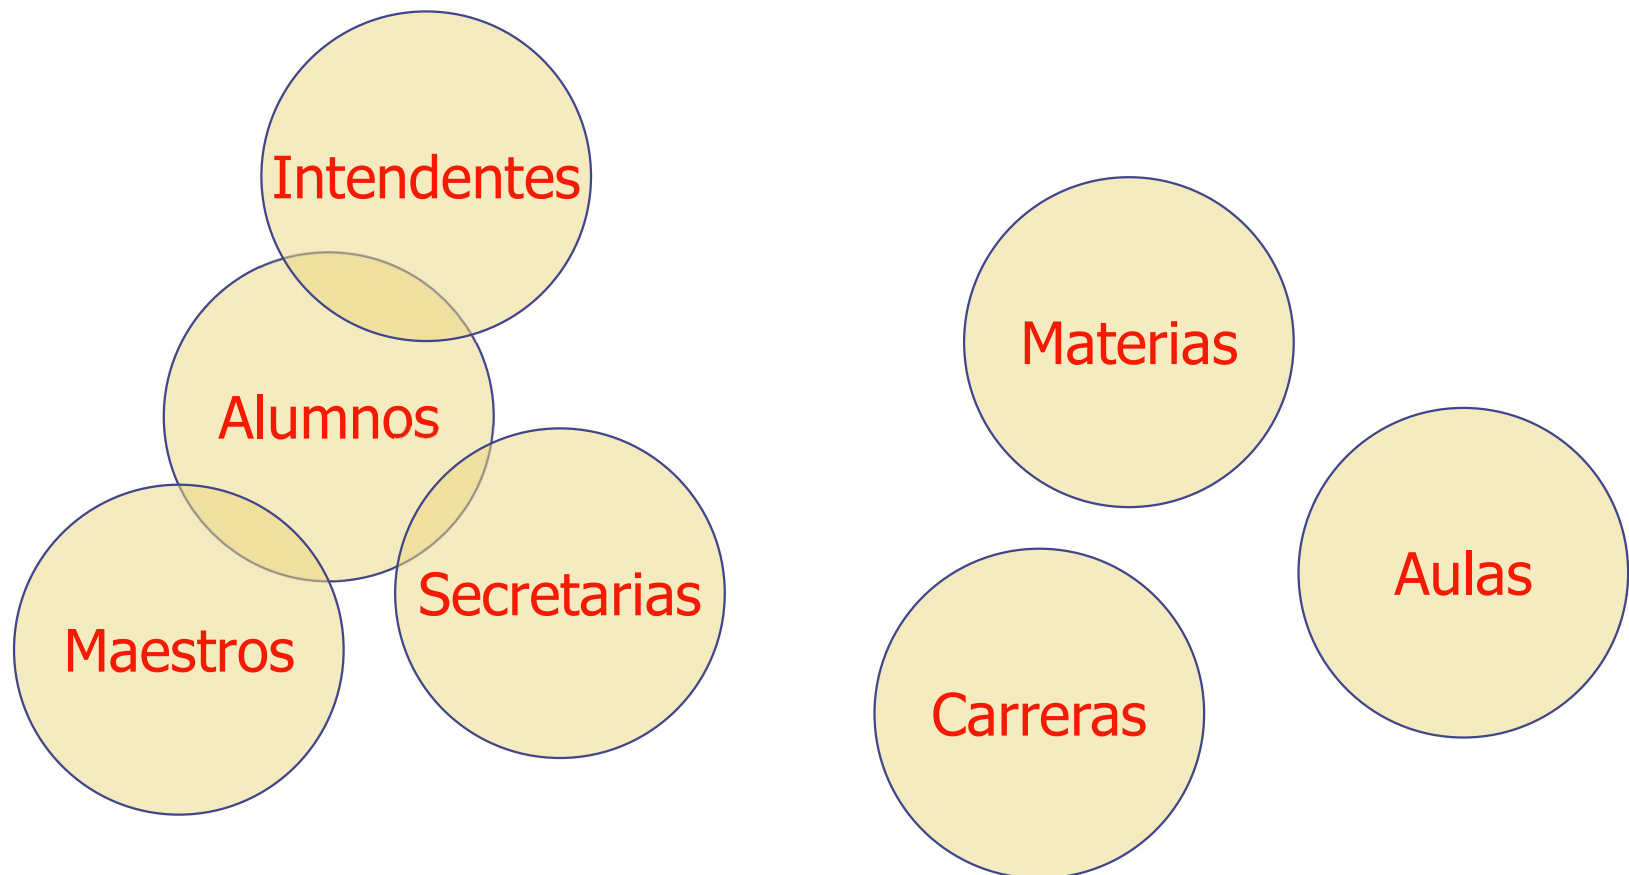 Intendentes
Alumnos
Maestros
Secretarias
Materias
Aulas
Carreras